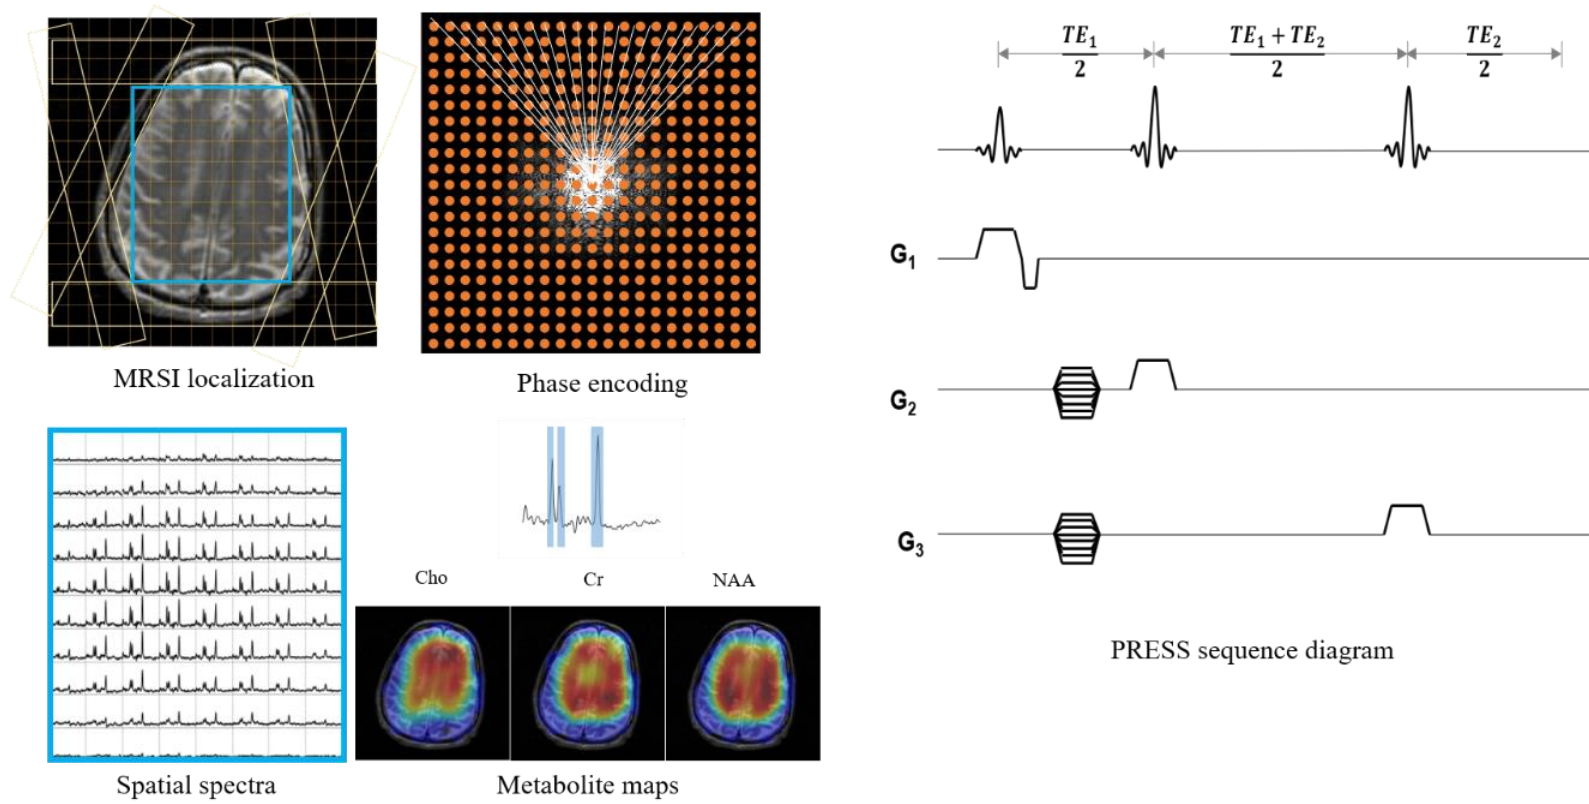 MRSI localization
Phase encoding
Cho
Cr
NAA
Spatial spectra
Metabolite maps
TE₁/2
TE₁ + TE₂/2
TE₂/2
G₁
G₂
G₃
PRESS sequence diagram